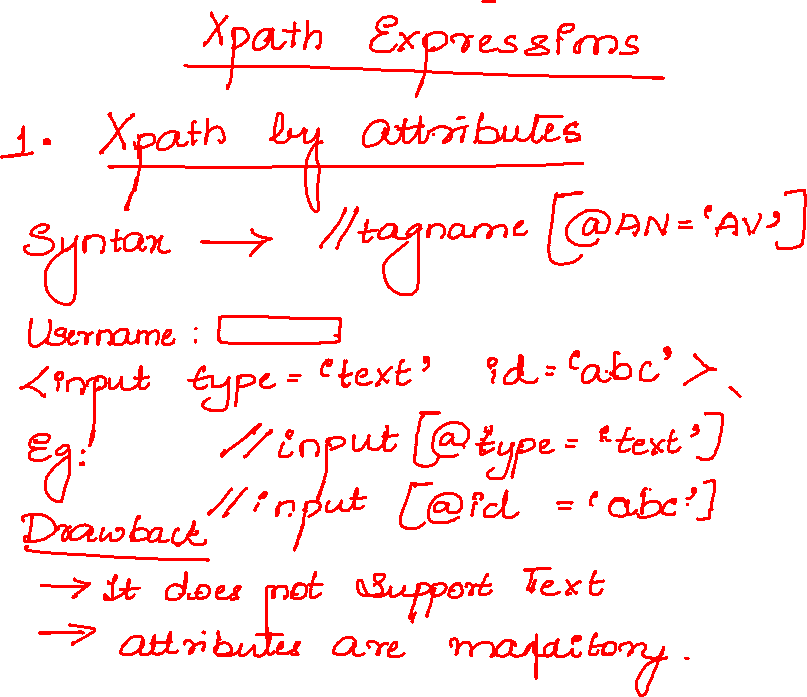 Xpath Expressions
1. Xpath by attributes
Syntax → //tagname [@AN='AV']
Username :
<input type = 'text' id = 'abc' >
Eg: //input [@type = 'text']
//input [@id = 'abc']
Drawback
→ It does not Support Text
→ attributes are manditory.